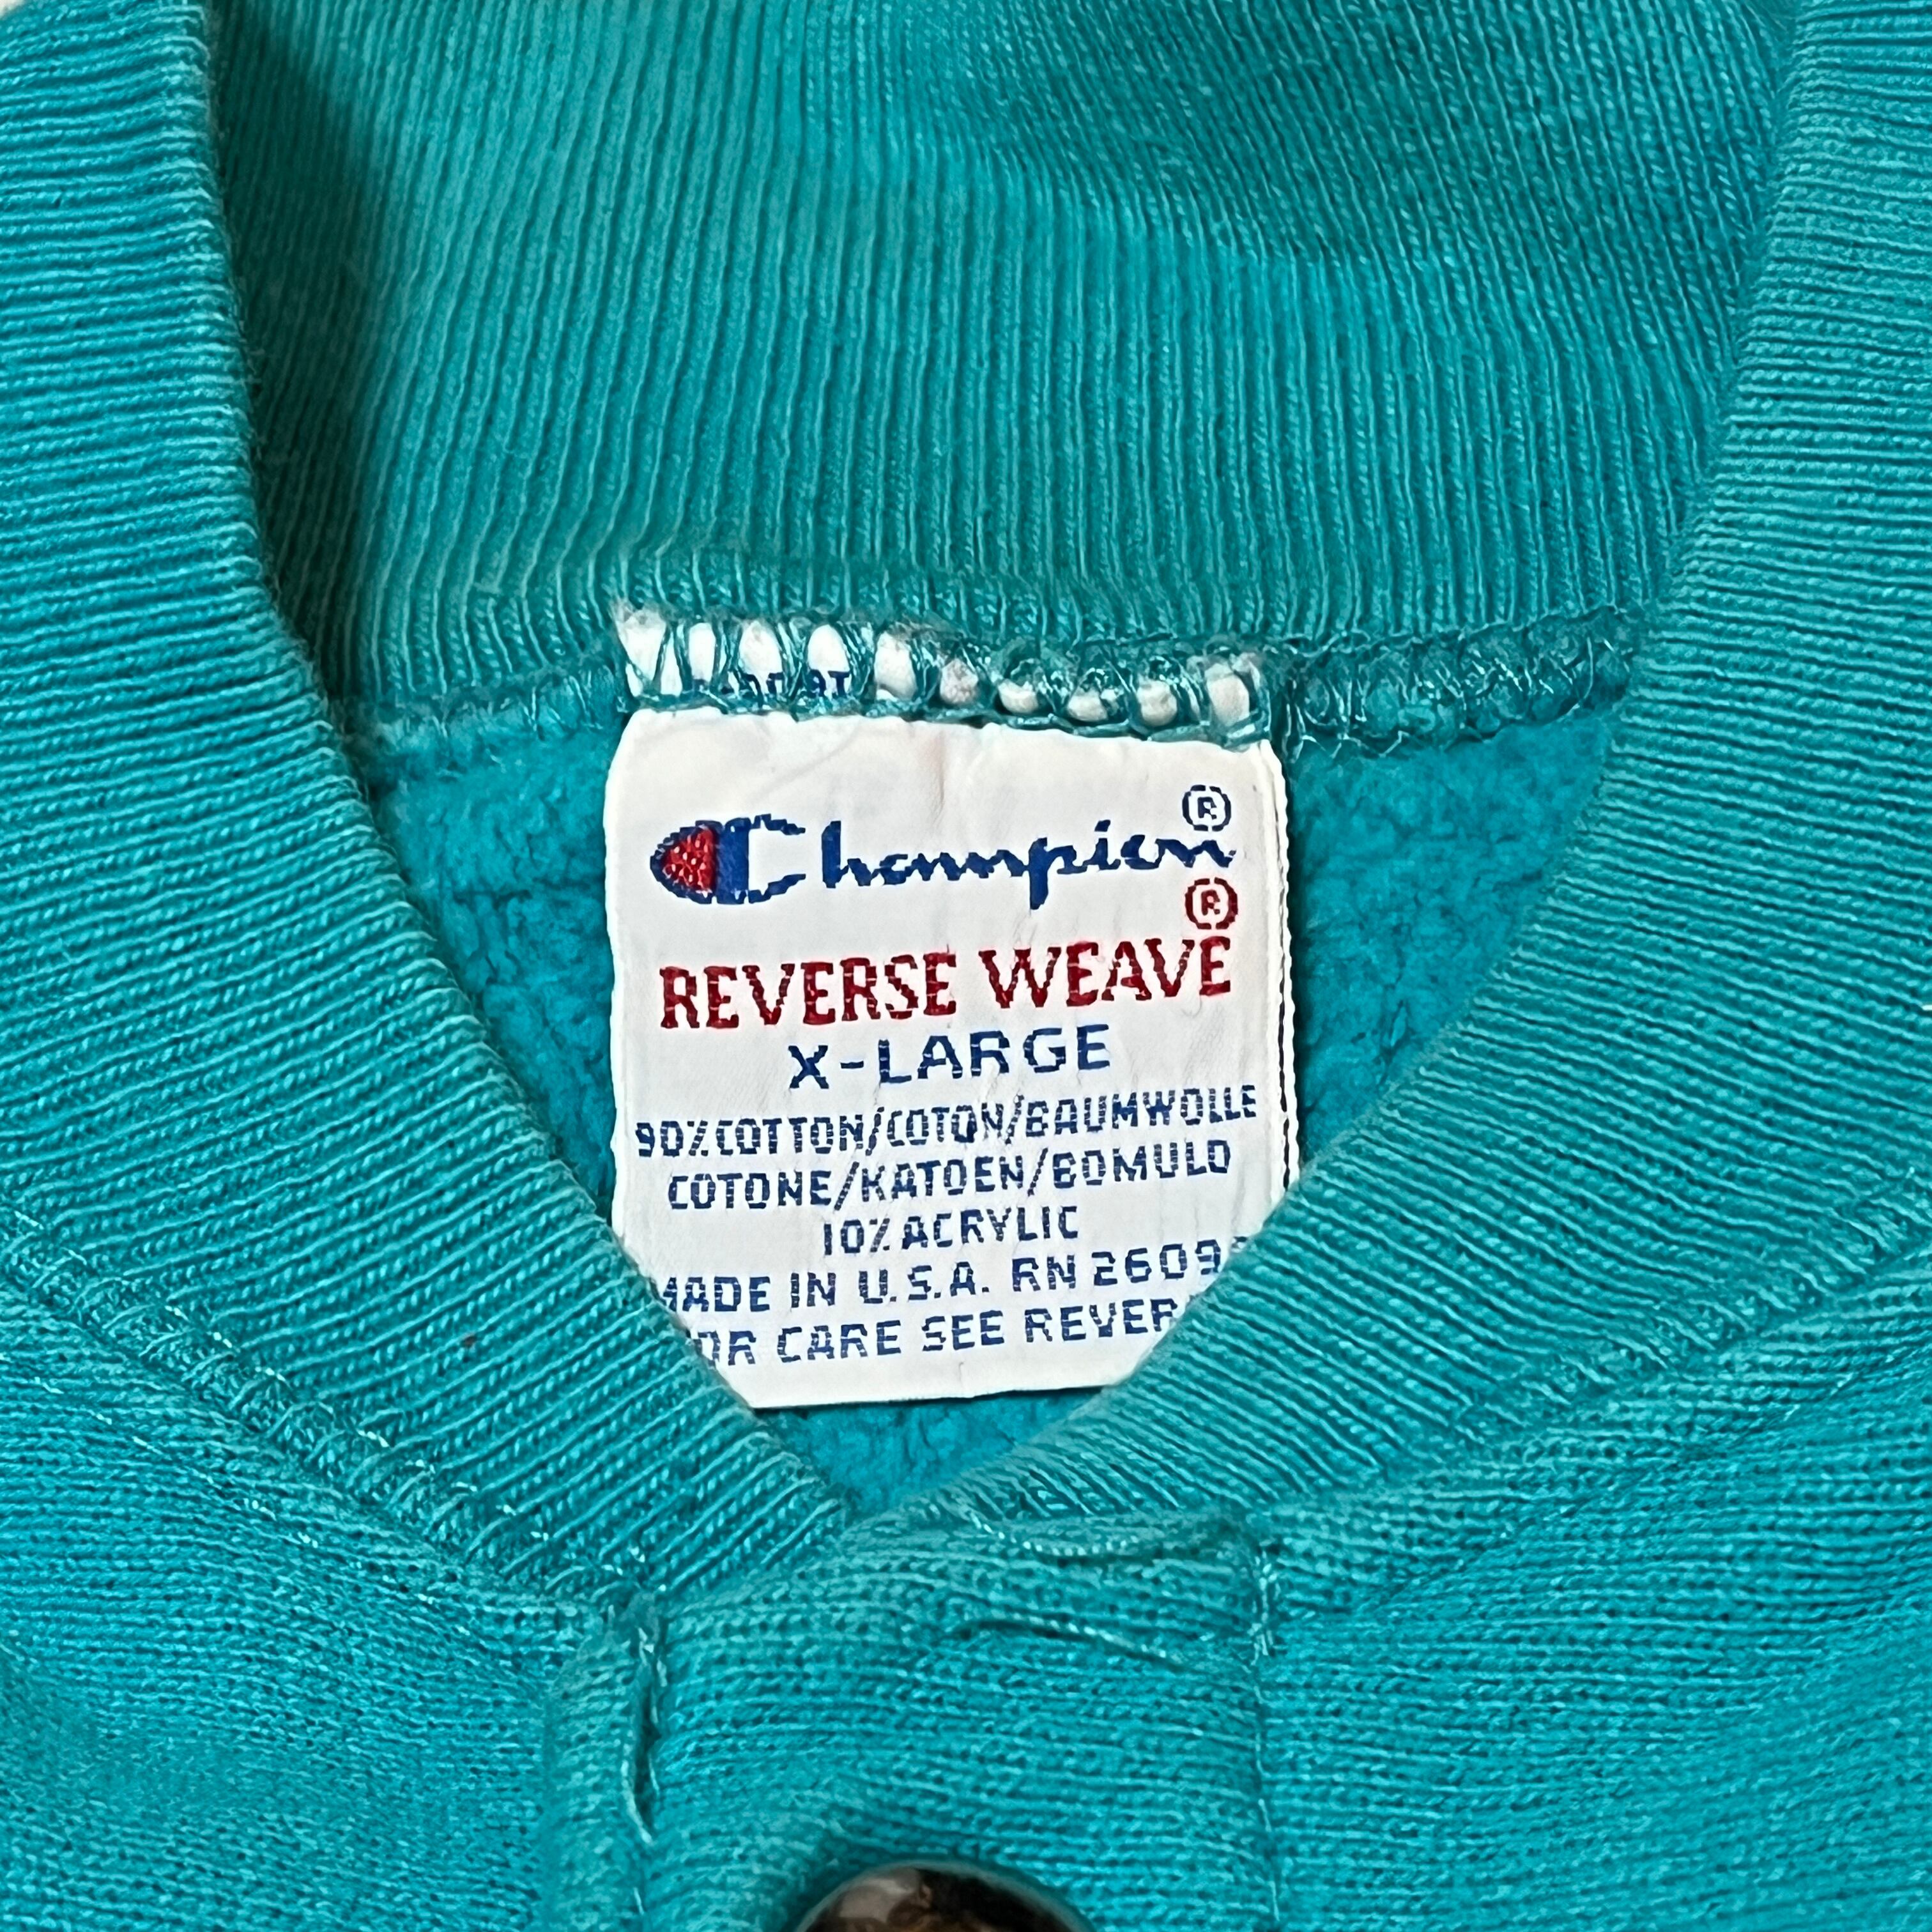 Champion®
®
REVERSE WEAVE
X-LARGE
90% COTTON/COTON/BAUMWOLLE
COTONE/KATOEN/BOMULD
10% ACRYLIC
MADE IN U.S.A. RN 2609
OR CARE SEE REVER